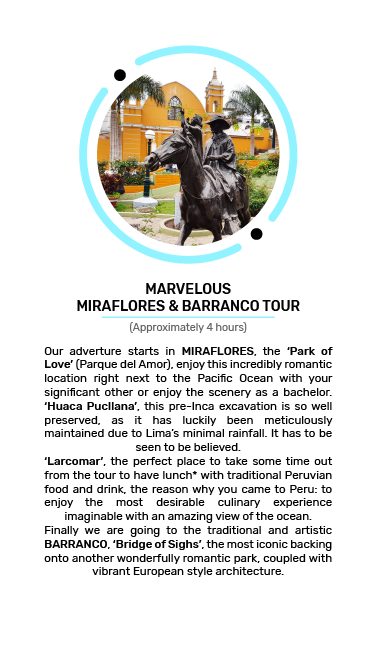 MARVELOUS
MIRAFLORES & BARRANCO TOUR
(Approximately 4 hours)
Our adverture starts in MIRAFLORES, the ‘Park of
Love’ (Parque del Amor), enjoy this incredibly romantic
location right next to the Pacific Ocean with your
significant other or enjoy the scenery as a bachelor.
‘Huaca Pucllana’, this pre-Inca excavation is so well
preserved, as it has luckily been meticulously
maintained due to Lima’s minimal rainfall. It has to be
seen to be believed.
‘Larcomar’, the perfect place to take some time out
from the tour to have lunch* with traditional Peruvian
food and drink, the reason why you came to Peru: to
enjoy the most desirable culinary experience
imaginable with an amazing view of the ocean.
Finally we are going to the traditional and artistic
BARRANCO, ‘Bridge of Sighs’, the most iconic backing
onto another wonderfully romantic park, coupled with
vibrant European style architecture.